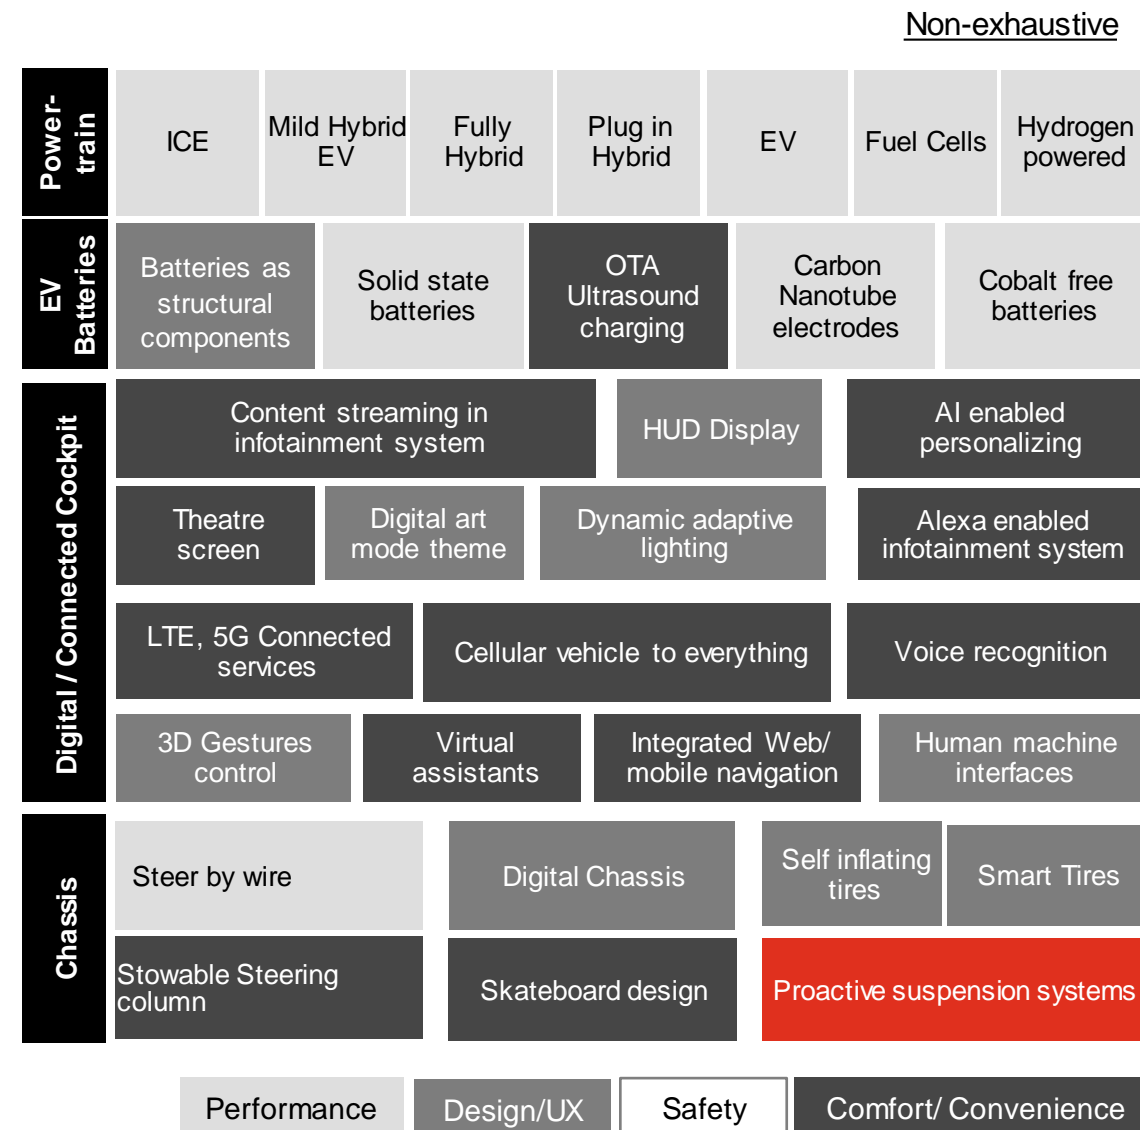 Non-exhaustive
Power-
train
ICE
Mild Hybrid
EV
Fully
Hybrid
Plug in
Hybrid
EV
Fuel Cells
Hydrogen
powered
EV
Batteries
Batteries as
structural
components
Solid state
batteries
OTA
Ultrasound
charging
Carbon
Nanotube
electrodes
Cobalt free
batteries
Digital / Connected Cockpit
Content streaming in
infotainment system
HUD Display
AI enabled
personalizing
Theatre
screen
Digital art
mode theme
Dynamic adaptive
lighting
Alexa enabled
infotainment system
LTE, 5G Connected
services
Cellular vehicle to everything
Voice recognition
3D Gestures
control
Virtual
assistants
Integrated Web/
mobile navigation
Human machine
interfaces
Chassis
Steer by wire
Digital Chassis
Self inflating
tires
Smart Tires
Stowable Steering
column
Skateboard design
Proactive suspension systems
Performance
Design/UX
Safety
Comfort/ Convenience